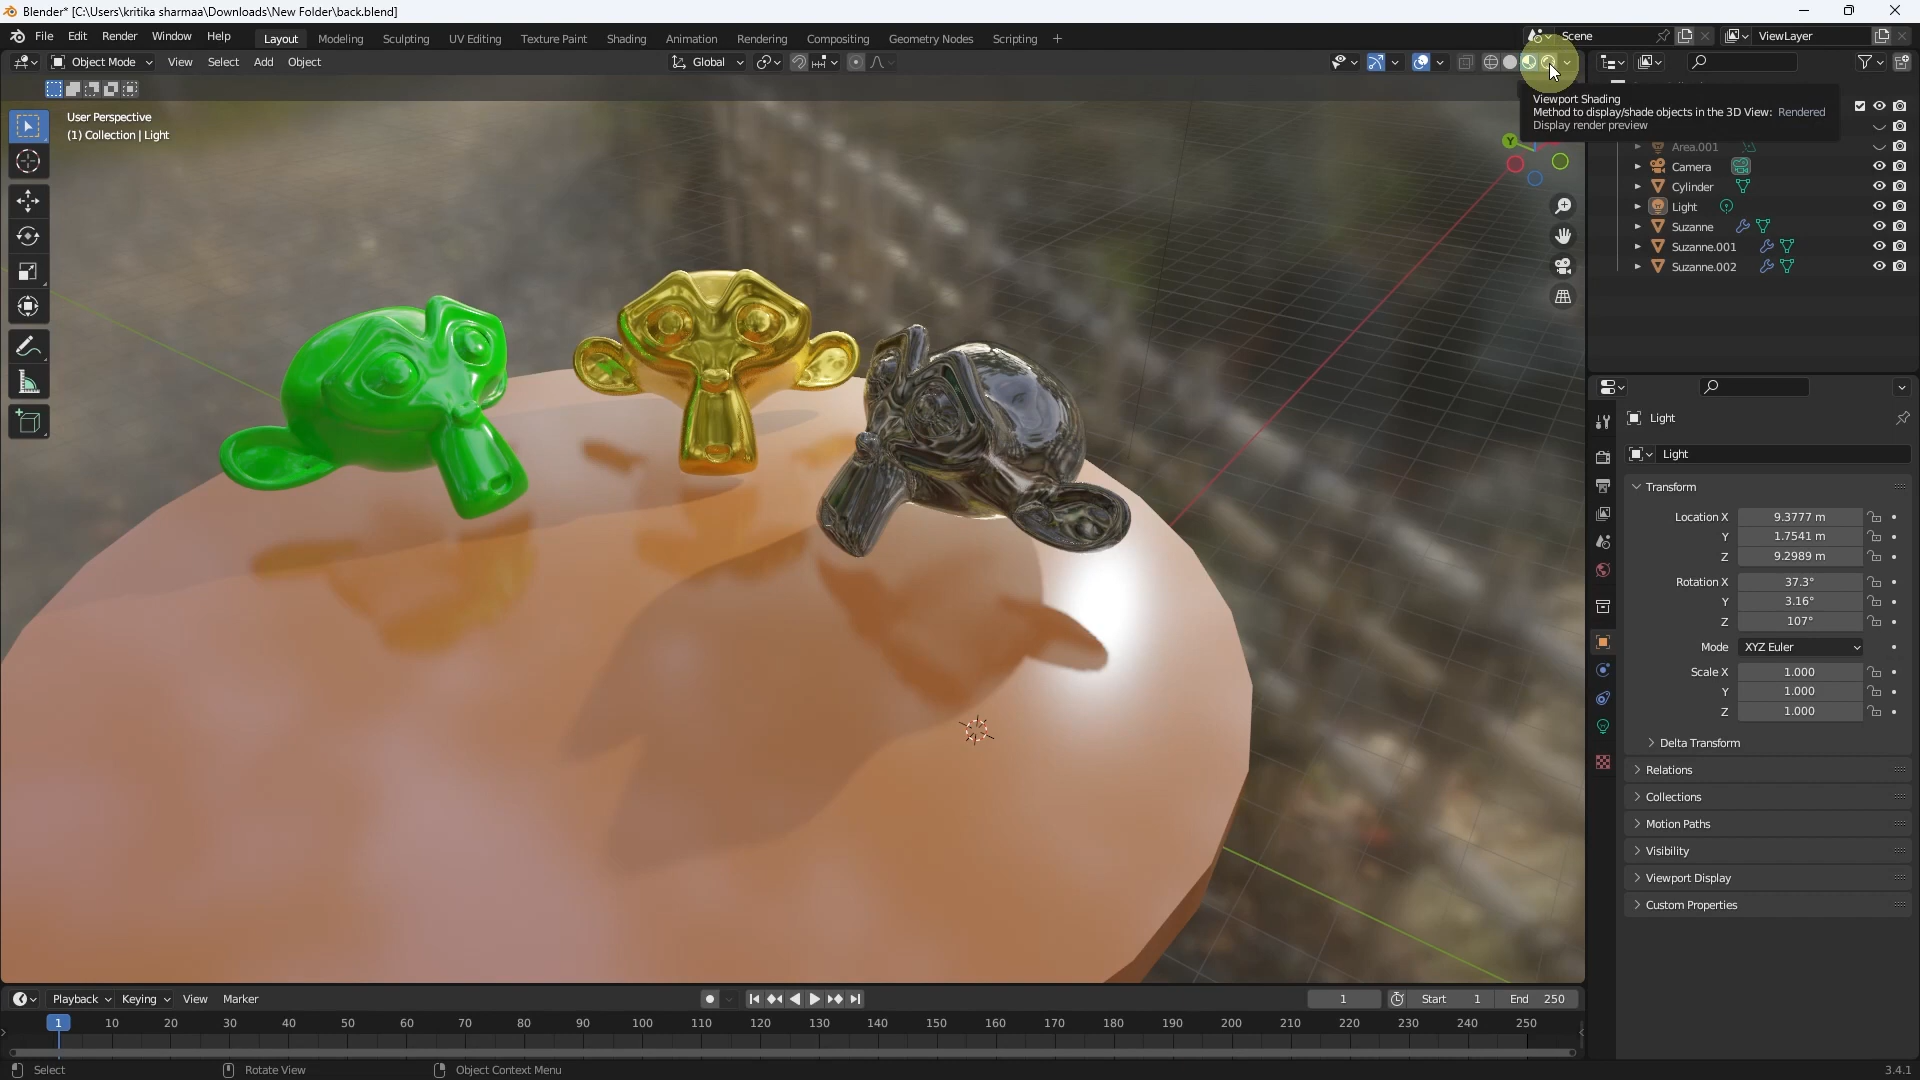 Blender* [C:\Users\kritika sharmaa\Downloads\New Folder\back.blend]
File Edit Render Window Help Layout Modeling Sculpting UV Editing Texture Paint Shading Animation Rendering Compositing Geometry Nodes Scripting + Scene ViewLayer
Object Mode View Select Add Object Global
User Perspective
(1) Collection | Light
Viewport Shading
Method to display/shade objects in the 3D View: Rendered
Display render preview
Y
Area.001
Camera
Cylinder
Light
Suzanne
Suzanne.001
Suzanne.002
Light
Light
Transform
Location X 9.3777 m
Y 1.7541 m
Z 9.2989 m
Rotation X 37.3°
Y 3.16°
Z 107°
Mode XYZ Euler
Scale X 1.000
Y 1.000
Z 1.000
Delta Transform
Relations
Collections
Motion Paths
Visibility
Viewport Display
Custom Properties
Playback Keying View Marker 1 Start 1 End 250
1 10 20 30 40 50 60 70 80 90 100 110 120 130 140 150 160 170 180 190 200 210 220 230 240 250
Select Rotate View Object Context Menu 3.4.1